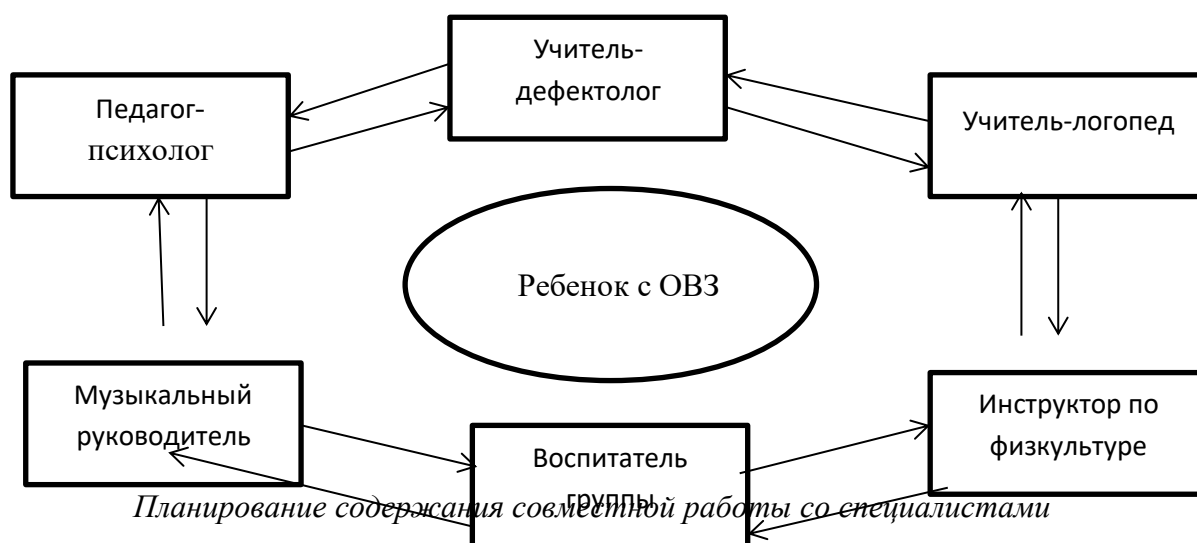 Учитель-
дефектолог
Педагог-
психолог
Учитель-логопед
Ребенок с ОВЗ
Музыкальный
руководитель
Воспитатель
группы
Инструктор по
физкультуре
Планирование содержания совместной работы со специалистами